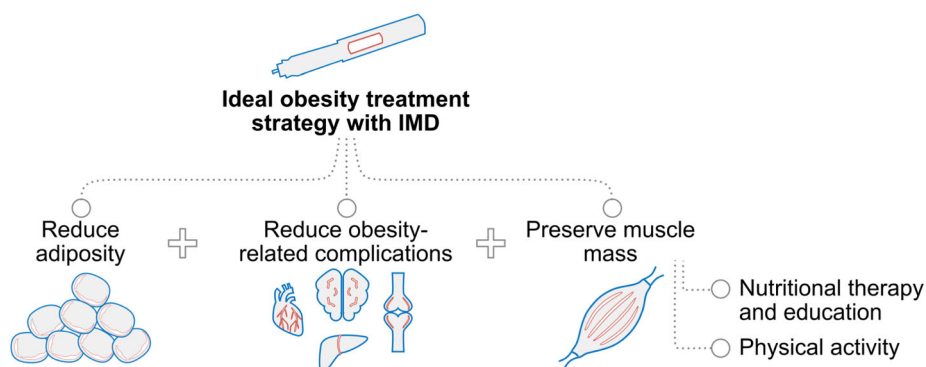 Ideal obesity treatment
strategy with IMD
Reduce
adiposity
Reduce obesity-
related complications
Preserve muscle
mass
Nutritional therapy
and education
Physical activity